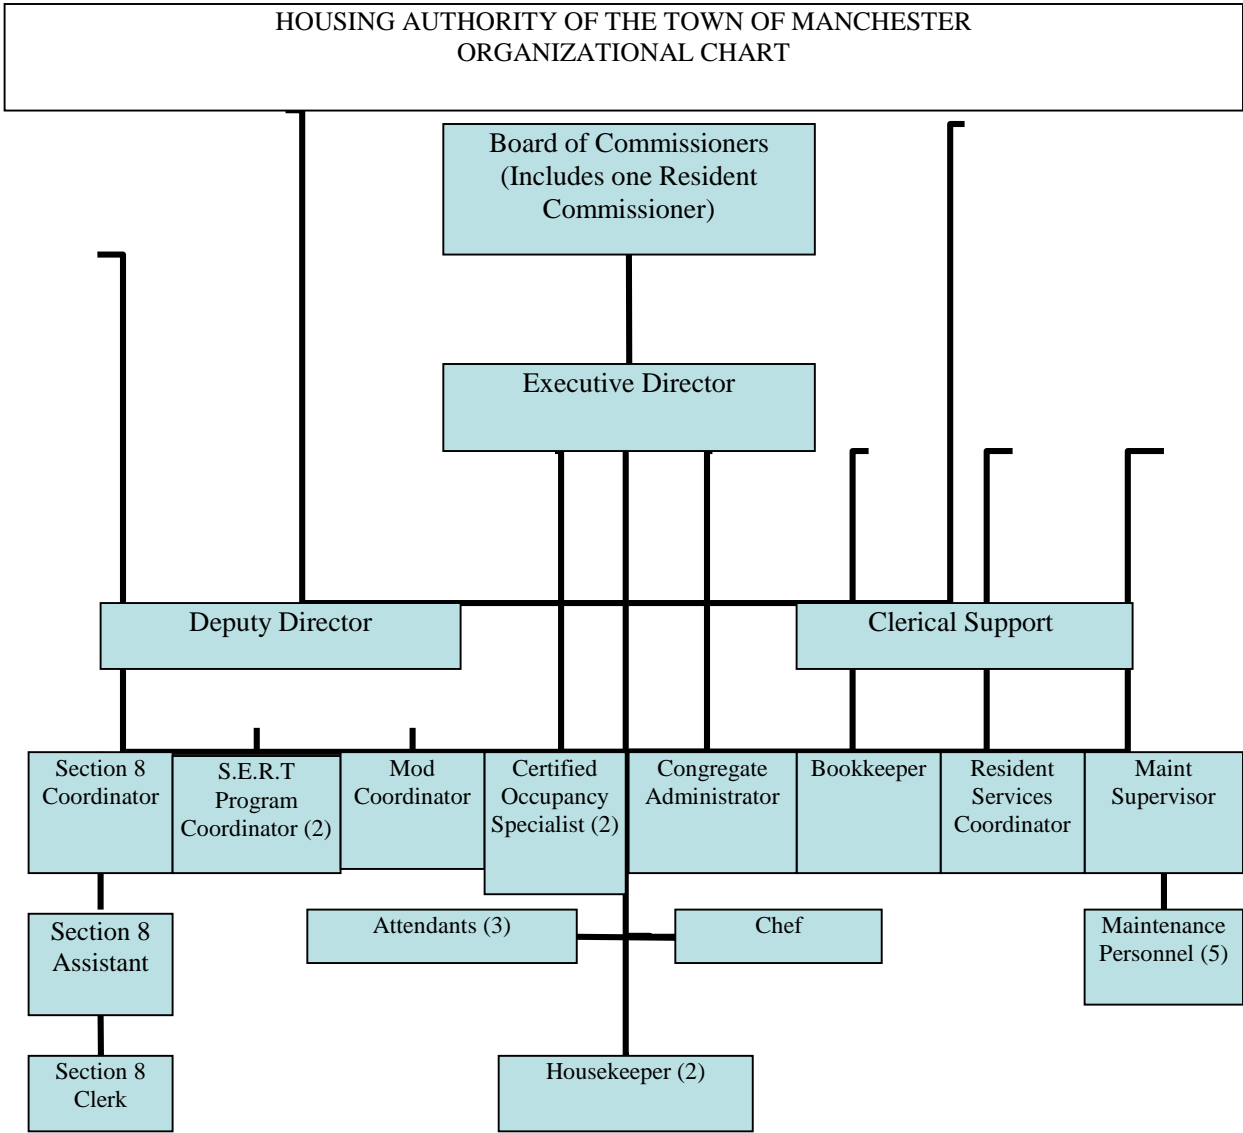 HOUSING AUTHORITY OF THE TOWN OF MANCHESTER
ORGANIZATIONAL CHART
Board of Commissioners
(Includes one Resident
Commissioner)
Executive Director
Deputy Director
Clerical Support
Section 8
Coordinator
S.E.R.T
Program
Coordinator (2)
Mod
Coordinator
Certified
Occupancy
Specialist (2)
Congregate
Administrator
Bookkeeper
Resident
Services
Coordinator
Maint
Supervisor
Section 8
Assistant
Attendants (3)
Chef
Maintenance
Personnel (5)
Section 8
Clerk
Housekeeper (2)